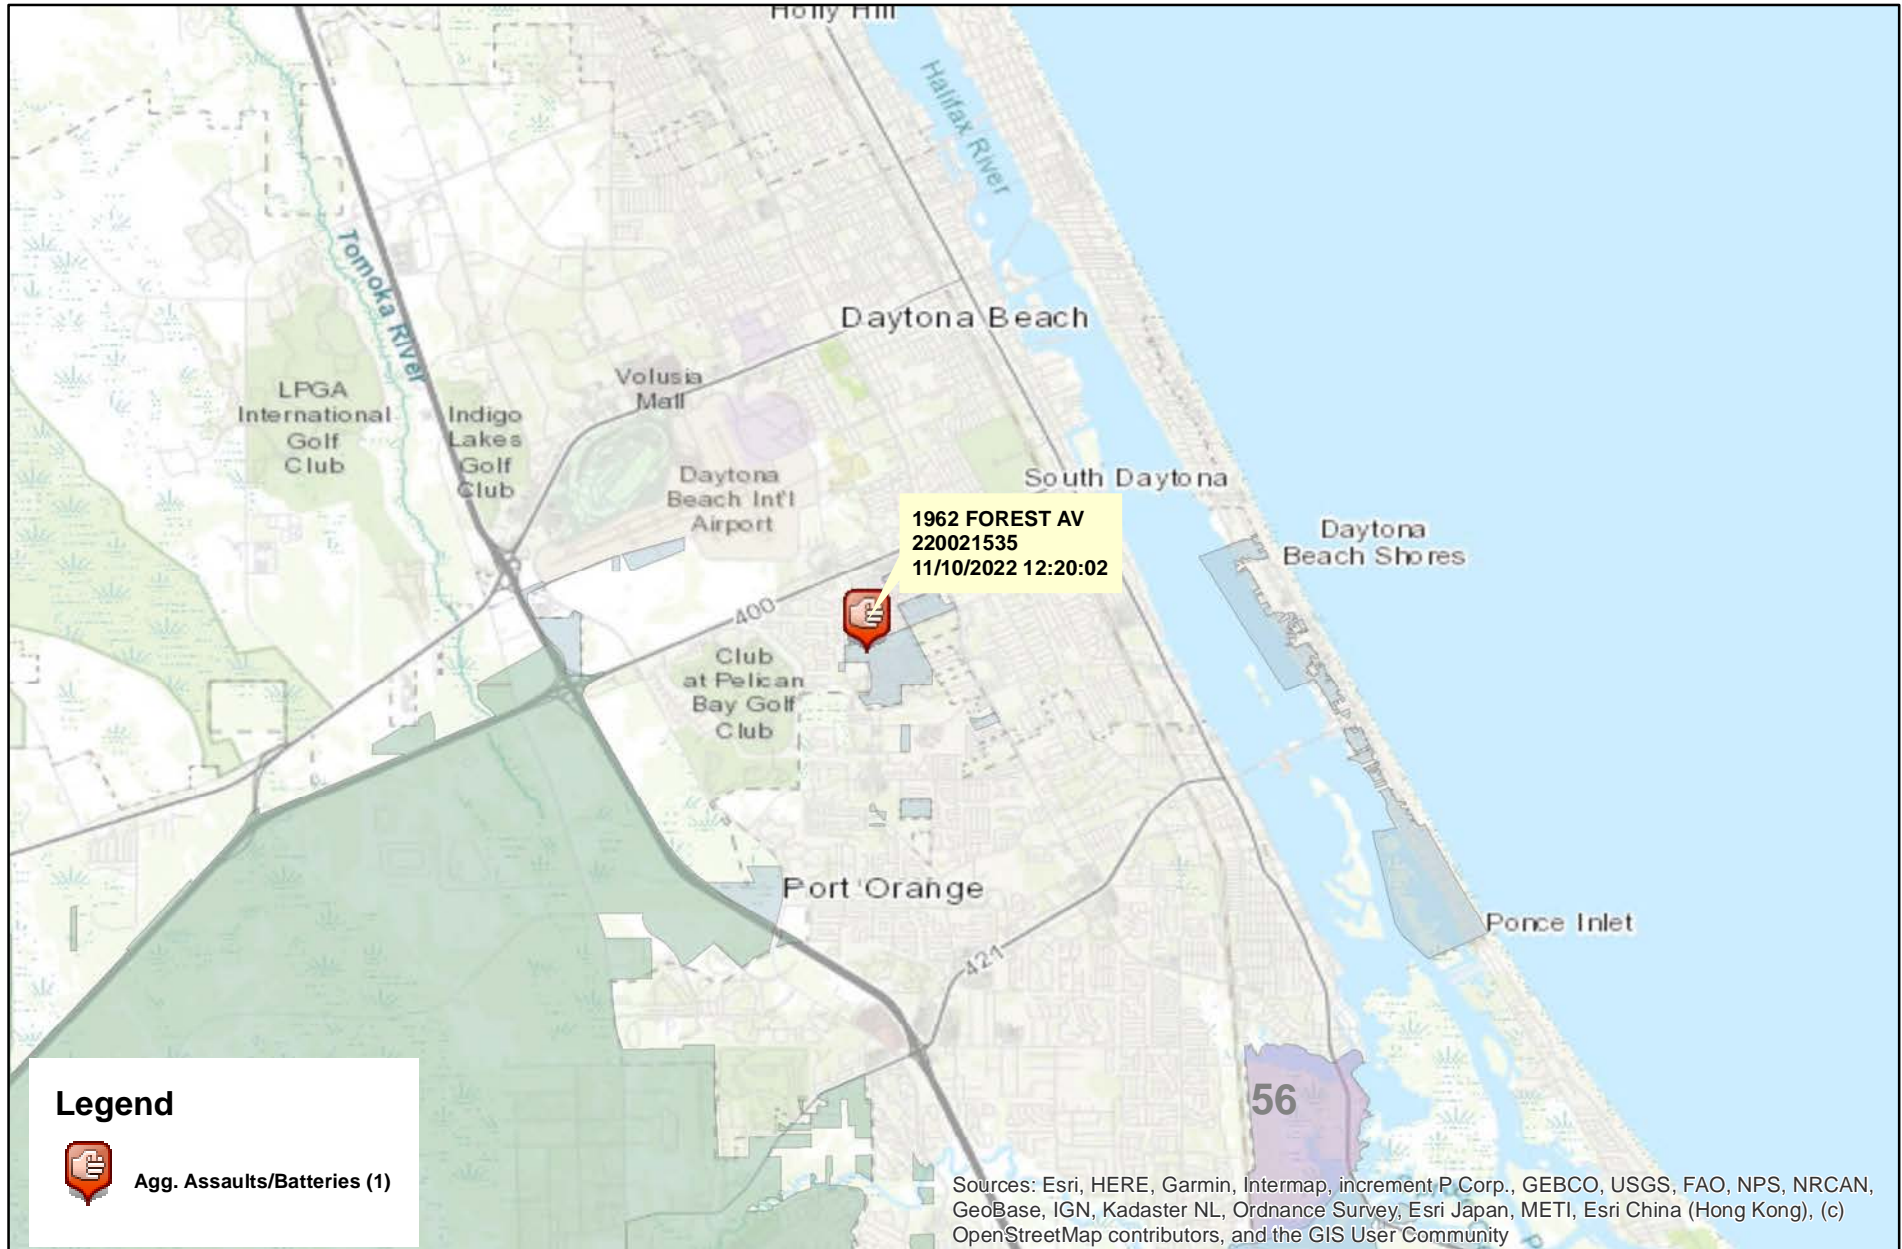 Holly Hill
Halifax River
Tomoka River
Daytona Beach
Volusia
Mall
LPGA
International
Golf
Club
Indigo
Lakes
Golf
Club
Daytona
Beach Int'l
Airport
South Daytona
1962 FOREST AV
220021535
11/10/2022 12:20:02
Daytona
Beach Shores
400
Club
at Pelican
Bay Golf
Club
Port Orange
Ponce Inlet
421
56
Legend
Agg. Assaults/Batteries (1)
Sources: Esri, HERE, Garmin, Intermap, increment P Corp., GEBCO, USGS, FAO, NPS, NRCAN,
GeoBase, IGN, Kadaster NL, Ordnance Survey, Esri Japan, METI, Esri China (Hong Kong), (c)
OpenStreetMap contributors, and the GIS User Community